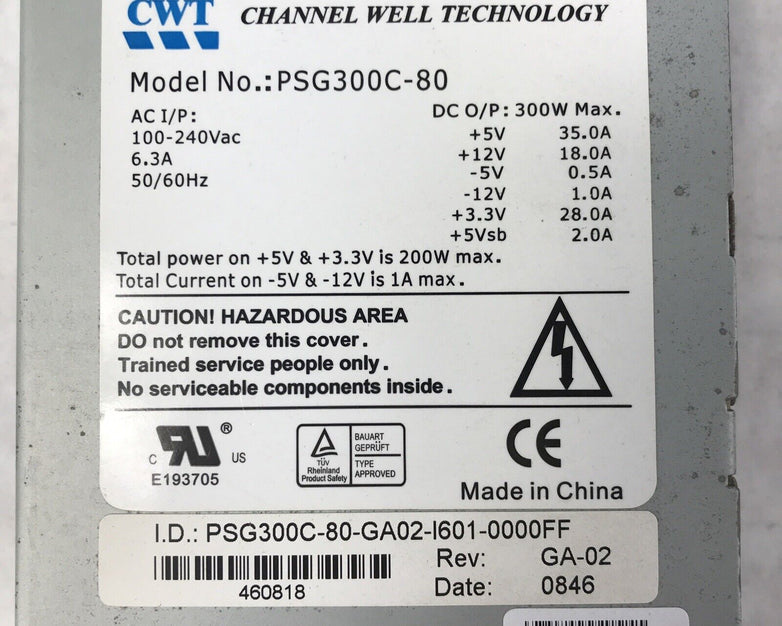 CWT CHANNEL WELL TECHNOLOGY
Model No.:PSG300C-80
AC I/P:
100-240Vac
6.3A
50/60Hz
DC O/P: 300W Max.
+5V 35.0A
+12V 18.0A
-5V 0.5A
-12V 1.0A
+3.3V 28.0A
+5Vsb 2.0A
Total power on +5V & +3.3V is 200W max.
Total Current on -5V & -12V is 1A max.
CAUTION! HAZARDOUS AREA
DO not remove this cover.
Trained service people only.
No serviceable components inside.
c RU ® US
E193705
TÜV
Rheinland
Product Safety
BAUART
GEPRÜFT
TYPE
APPROVED
CE
Made in China
I.D.: PSG300C-80-GA02-I601-0000FF
460818
Rev: GA-02
Date: 0846